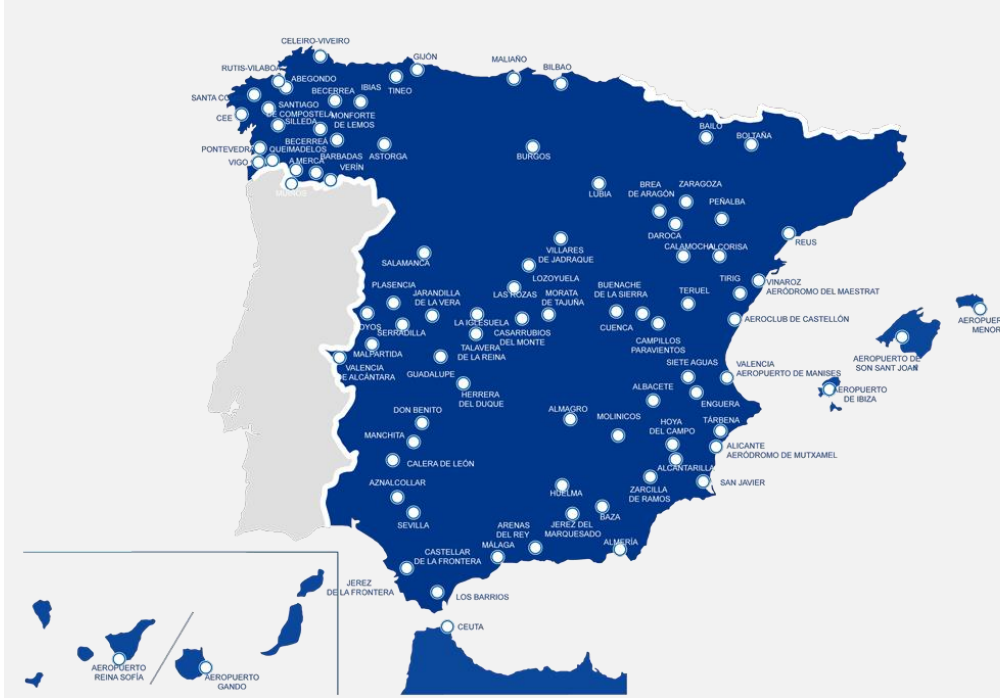 CELEIRO-VIVEIRO
GIJÓN
MALIAÑO
BILBAO
RUTIS-VILABOA
ABEGONDO
BECERREA
IBIAS
TINEO
SANTA CO
SANTIAGO
DE COMPOSTELA
MONFORTE
DE LEMOS
CEE
SILLEDA
BECERREÁ
BAILO
BOLTAÑA
PONTEVEDRA
QUEIMADELOS
BARBADAS
ASTORGA
BURGOS
VIGO
A MERCA
VERÍN
LUBIA
BREA
DE ARAGÓN
ZARAGOZA
PEÑALBA
DAROCA
REUS
CALAMOCHA
ALCORISA
VILLARES
DE JADRAQUE
SALAMANCA
LOZOYUELA
TIRIG
VINAROZ
AERÓDROMO DEL MAESTRAT
PLASENCIA
JARANDILLA
DE LA VERA
LAS ROZAS
MORATA
DE TAJUÑA
BUENACHE
DE LA SIERRA
TERUEL
OYOS
SERRADILLA
LA IGLESUELA
CASARRUBIOS
DEL MONTE
CUENCA
AEROCLUB DE CASTELLÓN
AEROPUER
MENOR
CAMPILLOS
PARAVIENTOS
MALPARTIDA
TALAVERA
DE LA REINA
VALENCIA
DE ALCÁNTARA
GUADALUPE
SIETE AGUAS
VALENCIA
AEROPUERTO DE MANISES
AEROPUERTO DE
SON SANT JOAN
HERRERA
DEL DUQUE
ALBACETE
ENGUERA
AEROPUERTO
DE IBIZA
DON BENITO
ALMAGRO
MOLINICOS
HOYA
DEL CAMPO
TÁRBENA
MANCHITA
ALICANTE
AERÓDROMO DE MUTXAMEL
CALERA DE LEÓN
ALCANTARILLA
SAN JAVIER
AZNALCOLLAR
HUELMA
ZARCILLA
DE RAMOS
SEVILLA
BAZA
ARENAS
DEL REY
JEREZ DEL
MARQUESADO
MÁLAGA
ALMERÍA
CASTELLAR
DE LA FRONTERA
JEREZ
DE LA FRONTERA
LOS BARRIOS
CEUTA
AEROPUERTO
REINA SOFÍA
AEROPUERTO
GANDO